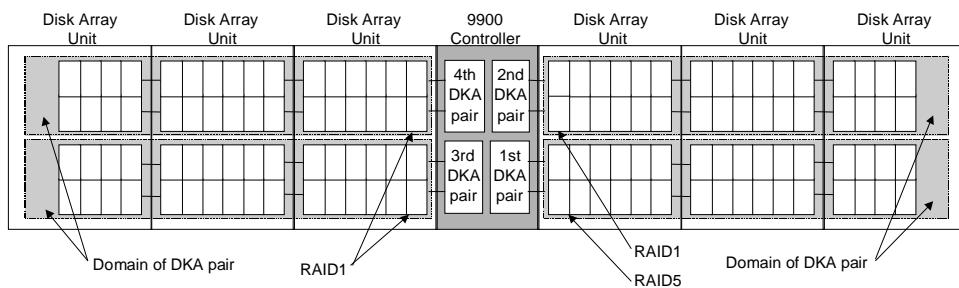 Disk Array
Unit
Disk Array
Unit
Disk Array
Unit
9900
Controller
Disk Array
Unit
Disk Array
Unit
Disk Array
Unit
4th
DKA
pair
2nd
DKA
pair
3rd
DKA
pair
1st
DKA
pair
Domain of DKA pair
RAID1
RAID1
RAID5
Domain of DKA pair